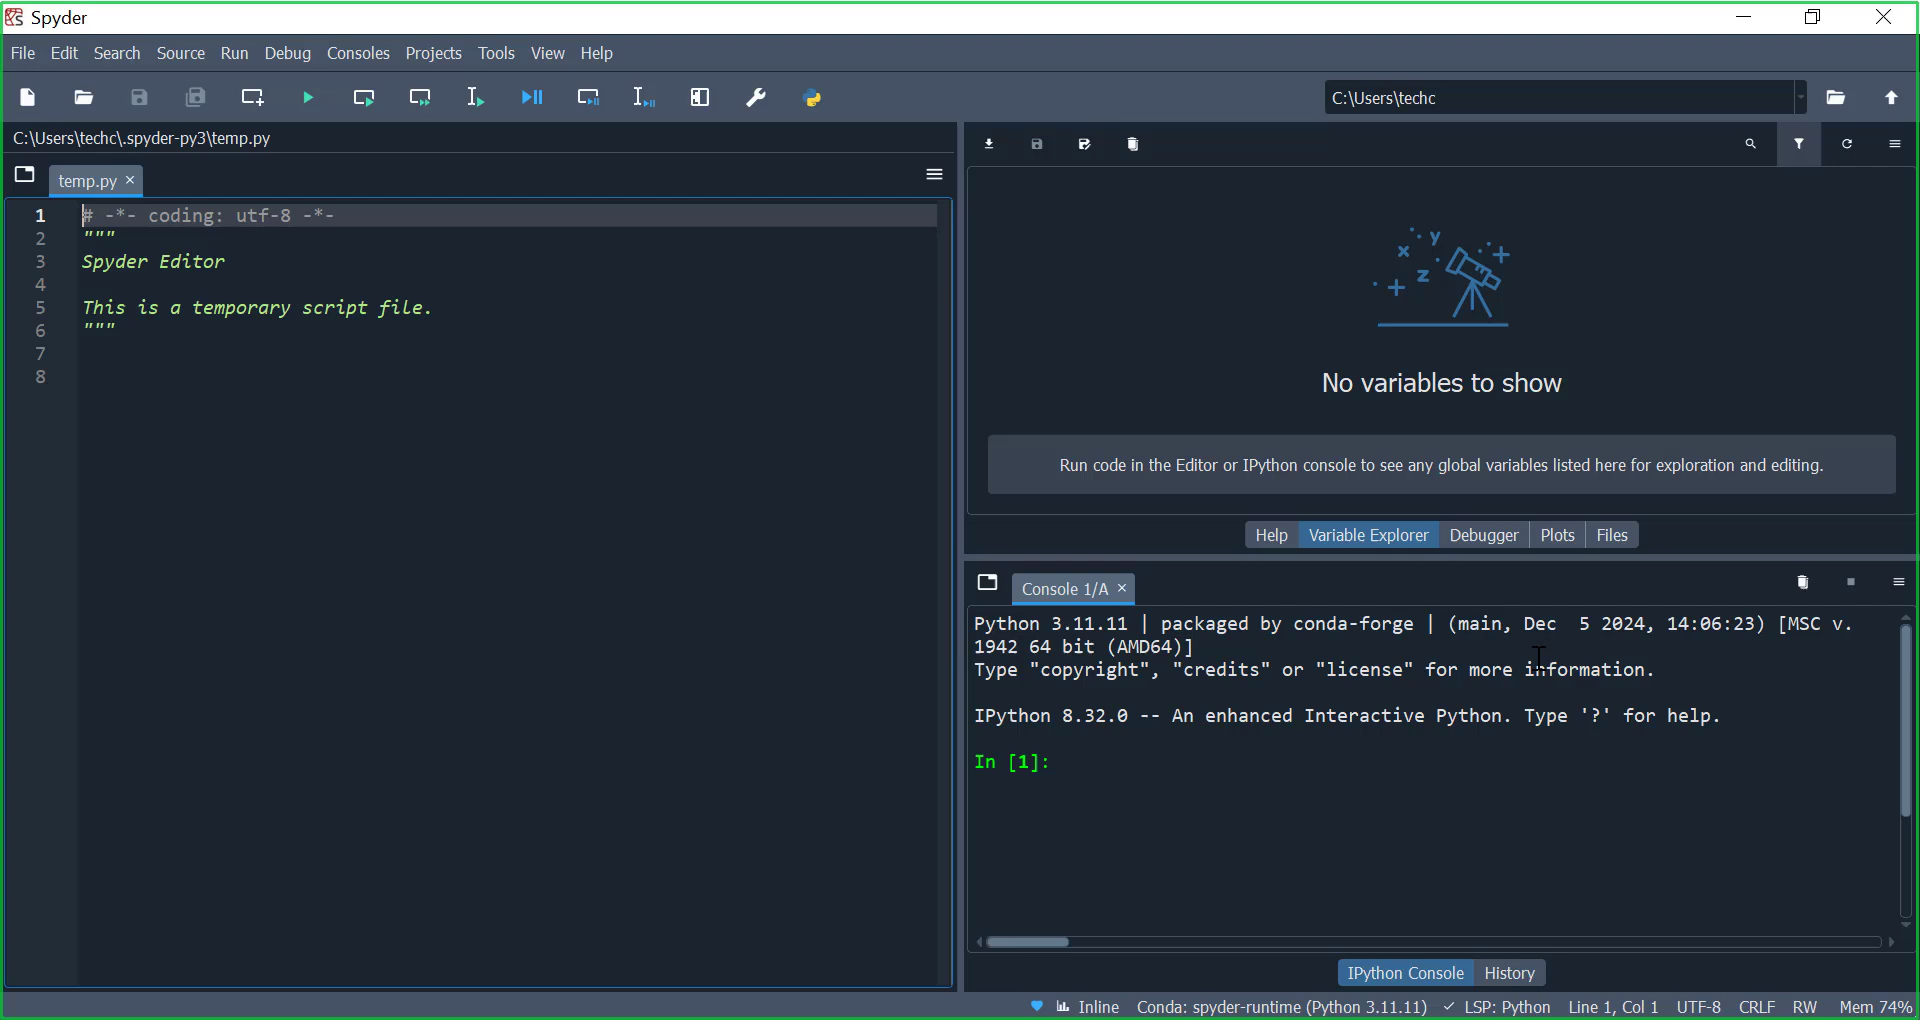 Spyder
File Edit Search Source Run Debug Consoles Projects Tools View Help
C:\Users\techc
C:\Users\techc\.spyder-py3\temp.py
temp.py
1 # -*- coding: utf-8 -*-
2 """
3 Spyder Editor
4
5 This is a temporary script file.
6 """
7
8
x y z
No variables to show
Run code in the Editor or IPython console to see any global variables listed here for exploration and editing.
Help Variable Explorer Debugger Plots Files
Console 1/A
Python 3.11.11 | packaged by conda-forge | (main, Dec  5 2024, 14:06:23) [MSC v.
1942 64 bit (AMD64)]
Type "copyright", "credits" or "license" for more information.
IPython 8.32.0 -- An enhanced Interactive Python. Type '?' for help.
In [1]:
IPython Console History
Inline Conda: spyder-runtime (Python 3.11.11) ✓ LSP: Python Line 1, Col 1 UTF-8 CRLF RW Mem 74%